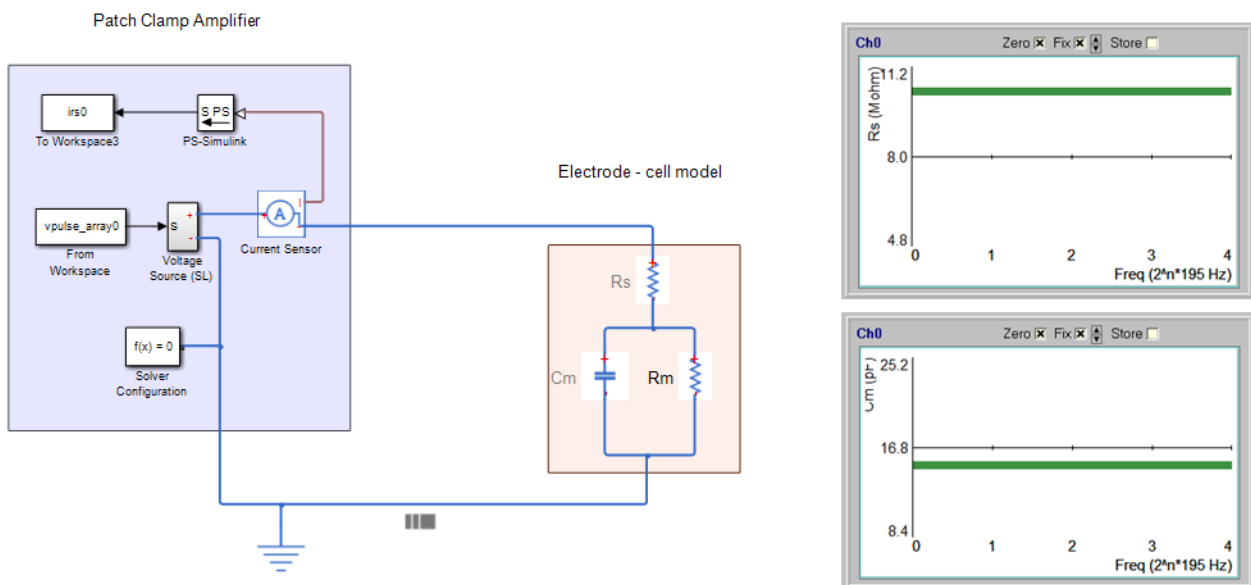 Patch Clamp Amplifier
irs0
To Workspace3
S PS
PS-Simulink
vpulse_array0
From
Workspace
S
+
-
Voltage
Source (SL)
A
I
+
-
Current Sensor
f(x) = 0
Solver
Configuration
Electrode - cell model
+
Rs
-
+
Cm
-
+
Rm
-
Ch0
Zero
Fix
Store
Rs (M ohm)
11.2
8.0
4.8
0
1
2
3
4
Freq (2^n*195 Hz)
Ch0
Zero
Fix
Store
Cm (pF)
25.2
16.8
8.4
0
1
2
3
4
Freq (2^n*195 Hz)